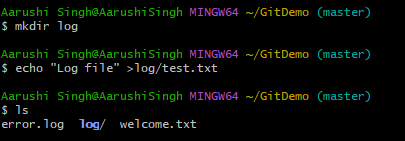 Aarushi Singh@AarushiSingh MINGW64 ~/GitDemo (master)
$ mkdir log
Aarushi Singh@AarushiSingh MINGW64 ~/GitDemo (master)
$ echo "Log file" >log/test.txt
Aarushi Singh@AarushiSingh MINGW64 ~/GitDemo (master)
$ ls
error.log  log/  welcome.txt